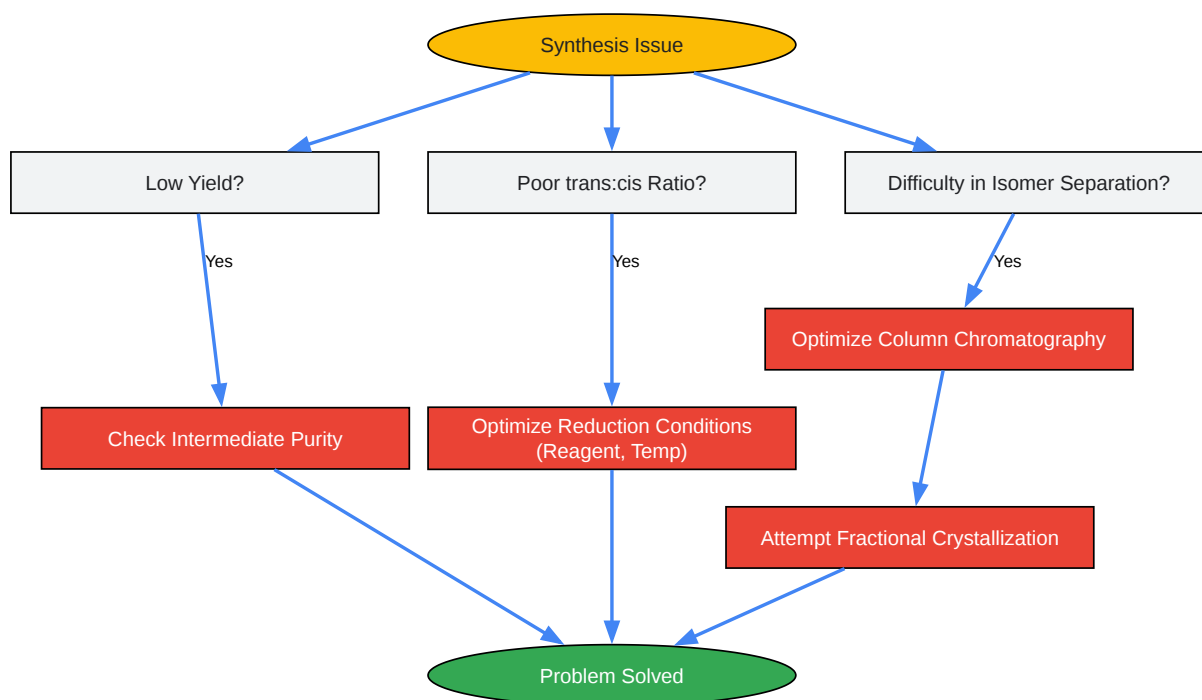 Synthesis Issue
Low Yield?
Poor trans:cis Ratio?
Difficulty in Isomer Separation?
Yes
Yes
Yes
Optimize Column Chromatography
Check Intermediate Purity
Optimize Reduction Conditions
(Reagent, Temp)
Attempt Fractional Crystallization
Problem Solved